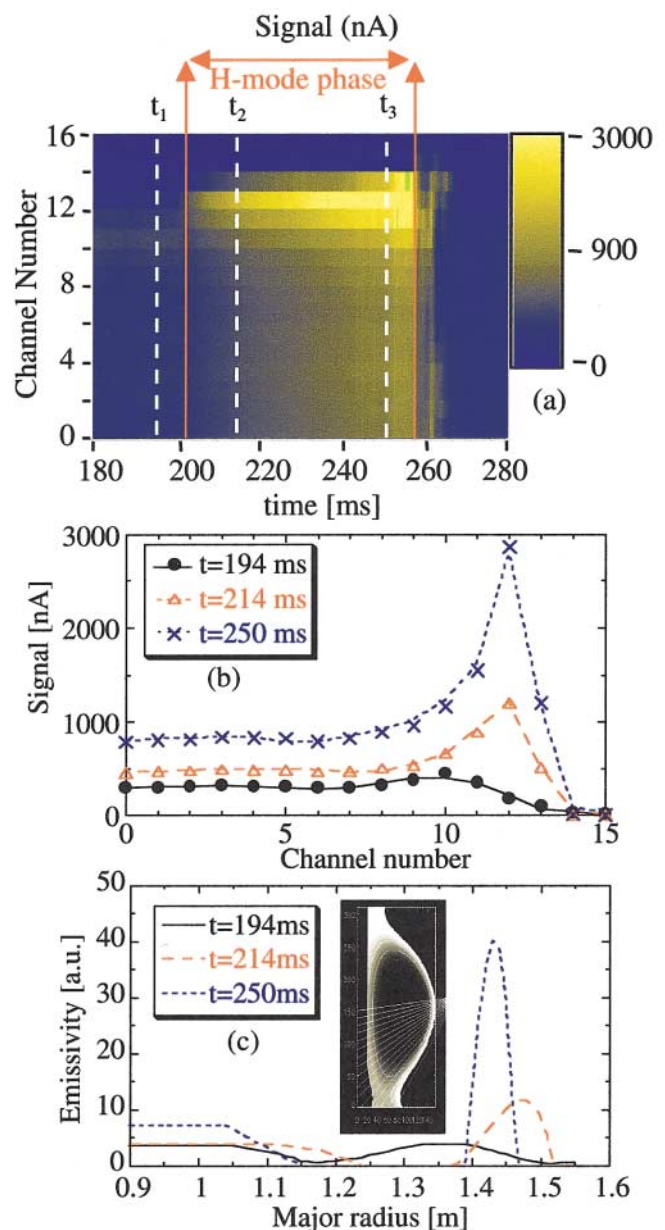 Signal (nA)
H-mode phase
t1 t2 t3
16
12
8
4
0
Channel Number
180 200 220 240 260 280
time [ms]
3000
900
0
(a)
3000
2000
1000
0
Signal [nA]
t=194 ms
t=214 ms
t=250 ms
(b)
0 5 10 15
Channel number
50
40
30
20
10
0
Emissivity [a.u.]
t=194ms
t=214ms
t=250ms
(c)
0.9 1 1.1 1.2 1.3 1.4 1.5 1.6
Major radius [m]